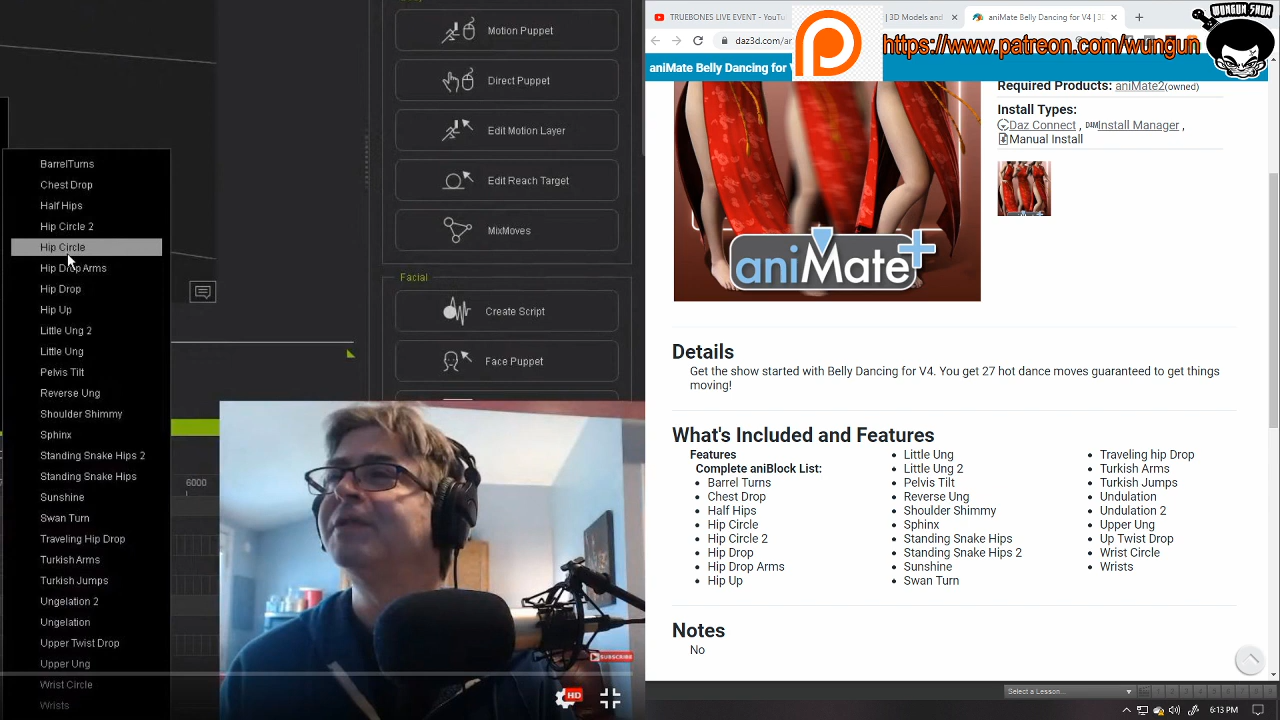 Motion Puppet
Direct Puppet
Edit Motion Layer
Edit Reach Target
MixMoves
Facial
Create Script
Face Puppet
BarrelTurns
Chest Drop
Half Hips
Hip Circle 2
Hip Circle
Hip Drop Arms
Hip Drop
Hip Up
Little Ung 2
Little Ung
Pelvis Tilt
Reverse Ung
Shoulder Shimmy
Sphinx
Standing Snake Hips 2
Standing Snake Hips
Sunshine
Swan Turn
Traveling Hip Drop
Turkish Arms
Turkish Jumps
Ungelation 2
Ungelation
Upper Twist Drop
Upper Ung
Wrist Circle
Wrists
6000
SUBSCRIBE
HD
TRUEBONES LIVE EVENT - YouTu
3D Models and
aniMate Belly Dancing for V4 | 3D
daz3d.com/an
https://www.patreon.com/wungun
WUNGUN SHUN
aniMate Belly Dancing for V
Required Products: aniMate2(owned)
Install Types:
Daz Connect , Install Manager ,
Manual Install
aniMate+
Details
Get the show started with Belly Dancing for V4. You get 27 hot dance moves guaranteed to get things
moving!
What's Included and Features
Features
Complete aniBlock List:
Barrel Turns
Chest Drop
Half Hips
Hip Circle
Hip Circle 2
Hip Drop
Hip Drop Arms
Hip Up
Little Ung
Little Ung 2
Pelvis Tilt
Reverse Ung
Shoulder Shimmy
Sphinx
Standing Snake Hips
Standing Snake Hips 2
Sunshine
Swan Turn
Traveling hip Drop
Turkish Arms
Turkish Jumps
Undulation
Undulation 2
Upper Ung
Up Twist Drop
Wrist Circle
Wrists
Notes
No
Select a Lesson...
6:13 PM